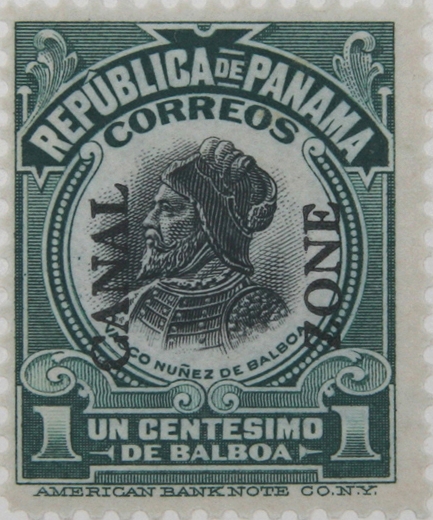 REPÚBLICA DE PANAMA
CORREOS
CANAL
ZONE
CO NUÑEZ DE BALBOA
1 UN CENTESIMO 1
DE BALBOA
AMERICAN BANK NOTE CO. N.Y.